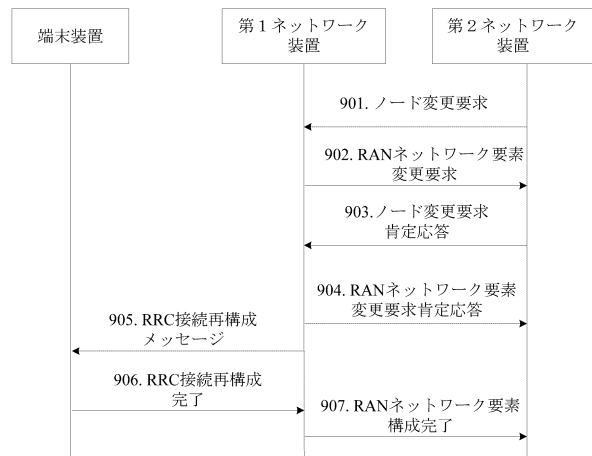 端末装置
第１ネットワーク
装置
第２ネットワーク
装置
901. ノード変更要求
902. RANネットワーク要素
変更要求
903.ノード変更要求
肯定応答
904. RANネットワーク要素
変更要求肯定応答
905. RRC接続再構成
メッセージ
906. RRC接続再構成
完了
907. RANネットワーク要素
構成完了